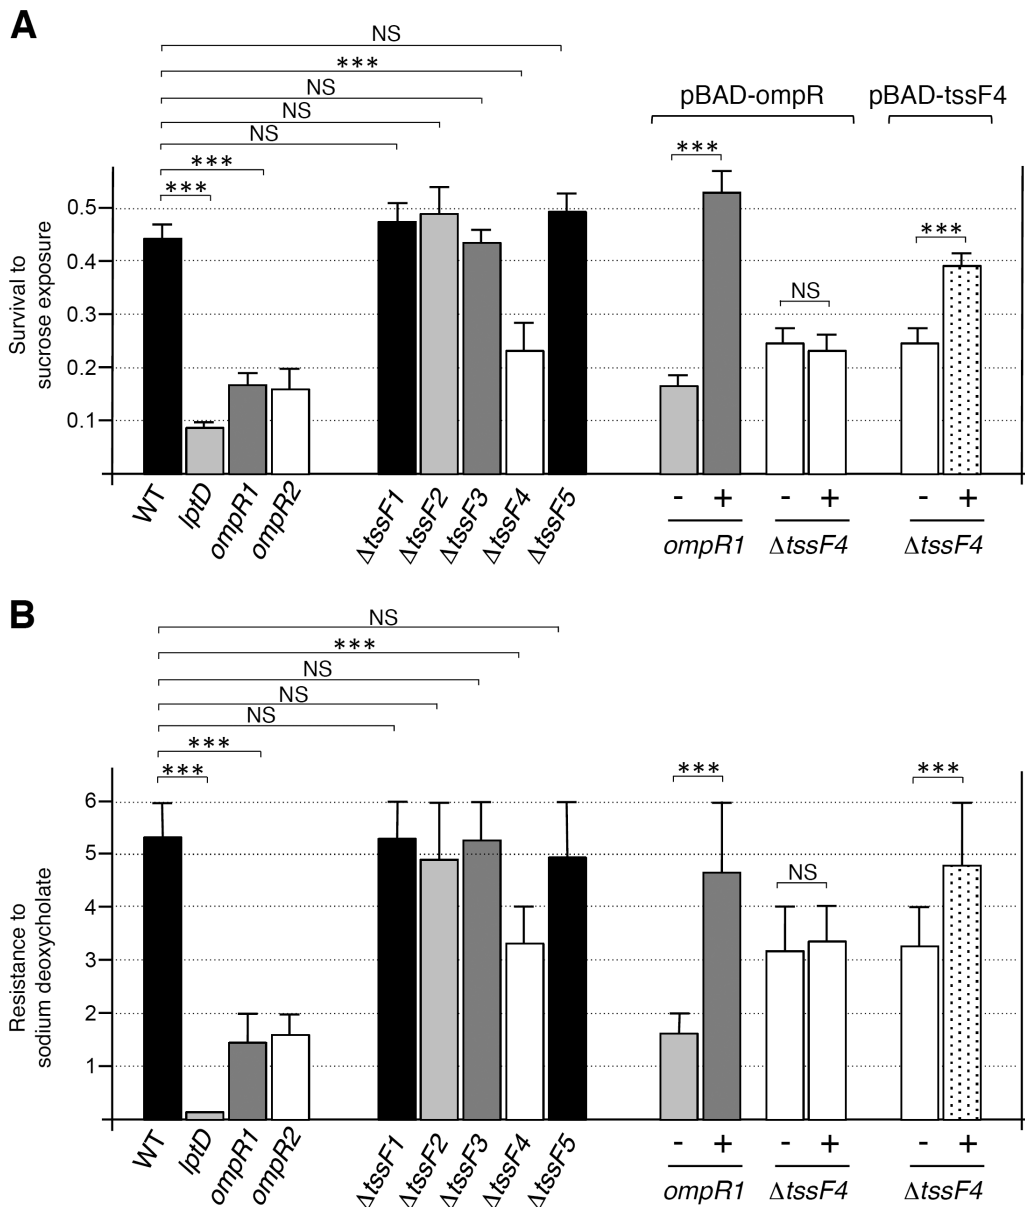 A
NS
***
NS
NS
NS
***
***
pBAD-ompR
pBAD-tssF4
***
***
NS
Survival to
sucrose exposure
0.5
0.4
0.3
0.2
0.1
WT
lptD
ompR1
ompR2
ΔtssF1
ΔtssF2
ΔtssF3
ΔtssF4
ΔtssF5
- + - + - +
ompR1 ΔtssF4 ΔtssF4
B
NS
***
NS
NS
NS
***
***
***
***
NS
Resistance to
sodium deoxycholate
6
5
4
3
2
1
WT
lptD
ompR1
ompR2
ΔtssF1
ΔtssF2
ΔtssF3
ΔtssF4
ΔtssF5
- + - + - +
ompR1 ΔtssF4 ΔtssF4